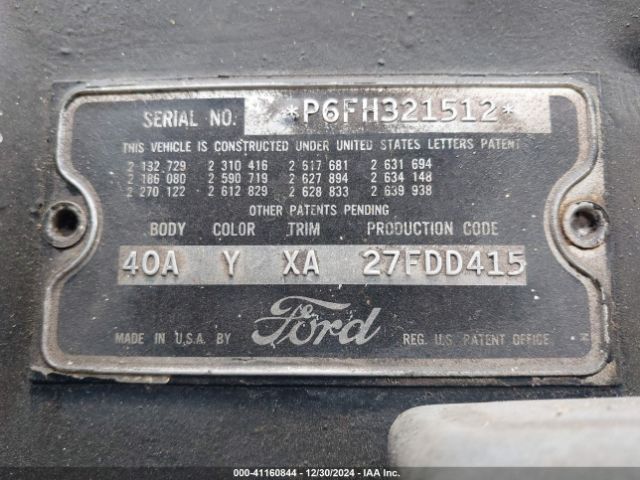 SERIAL NO. *P6FH321512*
THIS VEHICLE IS CONSTRUCTED UNDER UNITED STATES LETTERS PATENT
2 132 729 2 310 416 2 617 681 2 631 694
2 166 080 2 590 719 2 627 894 2 634 148
2 270 122 2 612 829 2 628 833 2 639 938
OTHER PATENTS PENDING
BODY COLOR TRIM PRODUCTION CODE
40A Y XA 27FDD415
MADE IN U.S.A. BY Ford REG. U.S. PATENT OFFICE
000-41160844 | 12/30/2024 | IAA Inc.